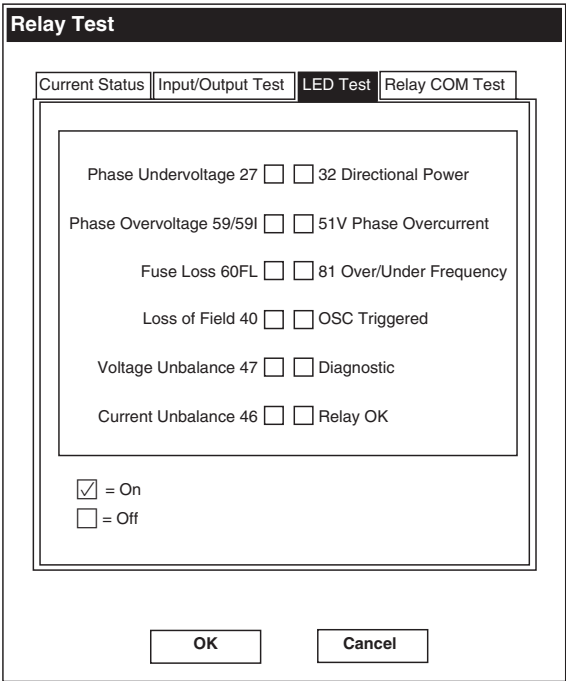 Relay Test
Current Status Input/Output Test LED Test Relay COM Test
Phase Undervoltage 27 32 Directional Power
Phase Overvoltage 59/59I 51V Phase Overcurrent
Fuse Loss 60FL 81 Over/Under Frequency
Loss of Field 40 OSC Triggered
Voltage Unbalance 47 Diagnostic
Current Unbalance 46 Relay OK
= On
= Off
OK Cancel